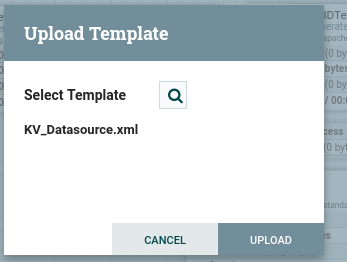 Upload Template
Select Template
KV_Datasource.xml
CANCEL
UPLOAD